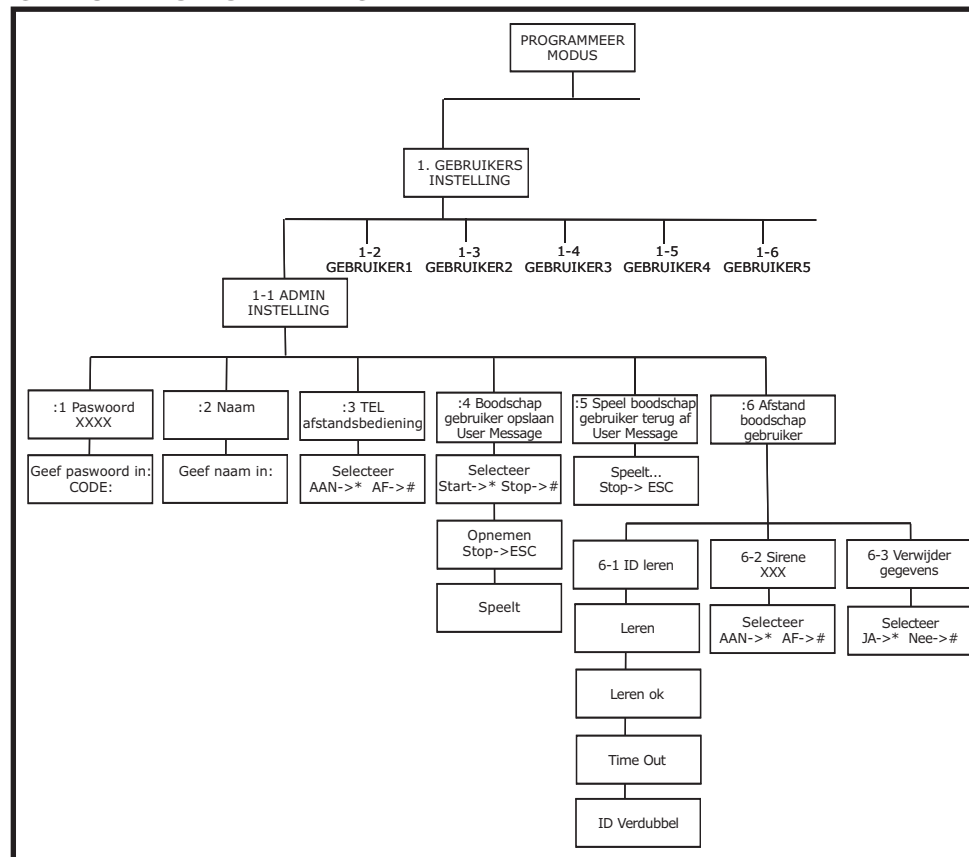 PROGRAMMEER
MODUS
1. GEBRUIKERS
INSTELLING
1-2
GEBRUIKER1
1-3
GEBRUIKER2
1-4
GEBRUIKER3
1-5
GEBRUIKER4
1-6
GEBRUIKER5
1-1 ADMIN
INSTELLING
:1 Paswoord
XXXX
:2 Naam
:3 TEL
afstandsbediening
:4 Boodschap
gebruiker opslaan
User Message
:5 Speel boodschap
gebruiker terug af
User Message
:6 Afstand
boodschap
gebruiker
Geef paswoord in:
CODE:
Geef naam in:
Selecteer
AAN->* AF->#
Selecteer
Start->* Stop->#
Speelt...
Stop-> ESC
Opnemen
Stop->ESC
Speelt
6-1 ID leren
6-2 Sirene
XXX
6-3 Verwijder
gegevens
Leren
Selecteer
AAN->* AF->#
Selecteer
JA->* Nee->#
Leren ok
Time Out
ID Verdubbel